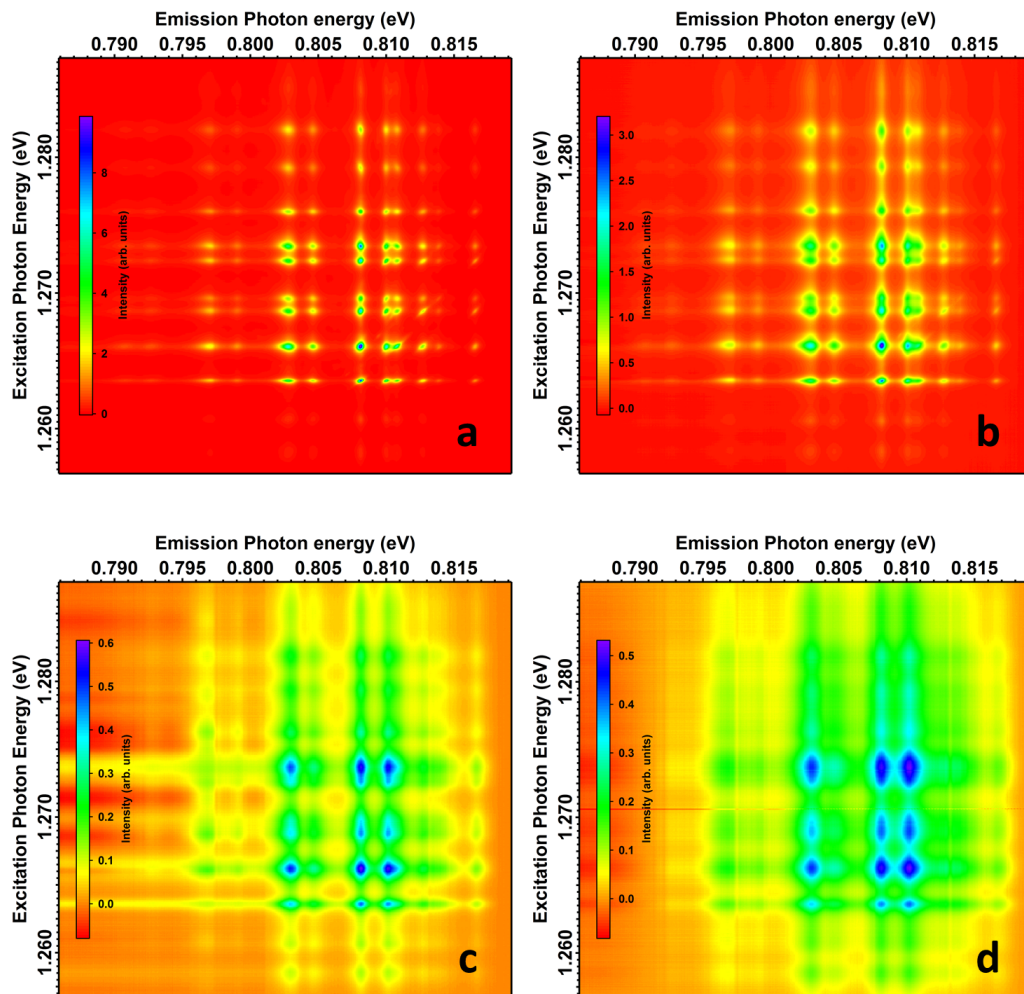 Emission Photon energy (eV)
0.790 0.795 0.800 0.805 0.810 0.815
Excitation Photon Energy (eV)
1.280
1.270
1.260
Intensity (arb. units)
8
6
4
2
0
a
Emission Photon energy (eV)
0.790 0.795 0.800 0.805 0.810 0.815
Excitation Photon Energy (eV)
1.280
1.270
1.260
Intensity (arb. units)
3.0
2.5
2.0
1.5
1.0
0.5
0.0
b
Emission Photon energy (eV)
0.790 0.795 0.800 0.805 0.810 0.815
Excitation Photon Energy (eV)
1.280
1.270
1.260
Intensity (arb. units)
0.6
0.5
0.4
0.3
0.2
0.1
0.0
c
Emission Photon energy (eV)
0.790 0.795 0.800 0.805 0.810 0.815
Excitation Photon Energy (eV)
1.280
1.270
1.260
Intensity (arb. units)
0.5
0.4
0.3
0.2
0.1
0.0
d